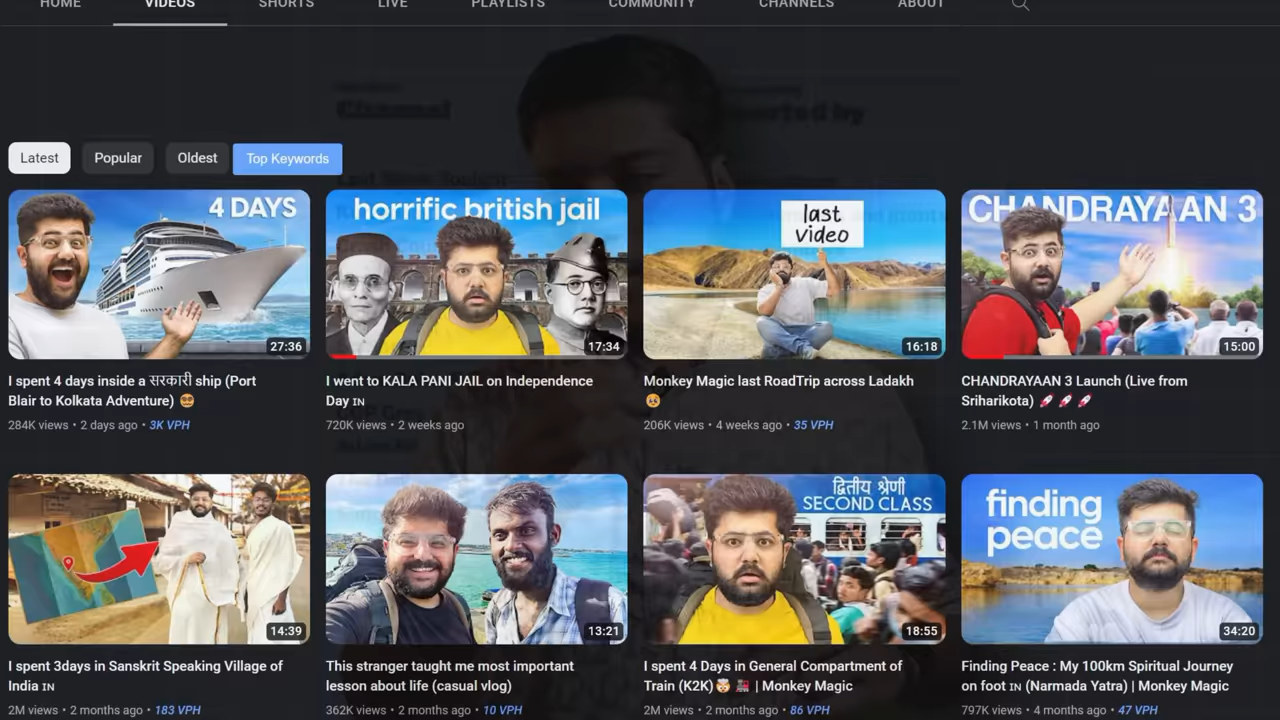 HOME VIDEOS SHORTS LIVE PLAYLISTS COMMUNITY CHANNELS ABOUT
Latest Popular Oldest Top Keywords
4 DAYS
27:36
horrific british jail
17:34
last
video
16:18
CHANDRAYAAN 3
15:00
I spent 4 days inside a सरकारी ship (Port
Blair to Kolkata Adventure) 😵‍💫
284K views • 2 days ago • 3K VPH
I went to KALA PANI JAIL on Independence
Day IN
720K views • 2 weeks ago
Monkey Magic last RoadTrip across Ladakh
🥺
206K views • 4 weeks ago • 35 VPH
CHANDRAYAAN 3 Launch (Live from
Sriharikota) 🚀 🚀 🚀
2.1M views • 1 month ago
14:39
13:21
द्वितीय श्रेणी
SECOND CLASS
18:55
finding
peace
34:20
I spent 3days in Sanskrit Speaking Village of
India IN
2M views • 2 months ago • 183 VPH
This stranger taught me most important
lesson about life (casual vlog)
362K views • 2 months ago • 10 VPH
I spent 4 Days in General Compartment of
Train (K2K)🤯 🚂 | Monkey Magic
2M views • 2 months ago • 86 VPH
Finding Peace : My 100km Spiritual Journey
on foot IN (Narmada Yatra) | Monkey Magic
797K views • 4 months ago • 47 VPH